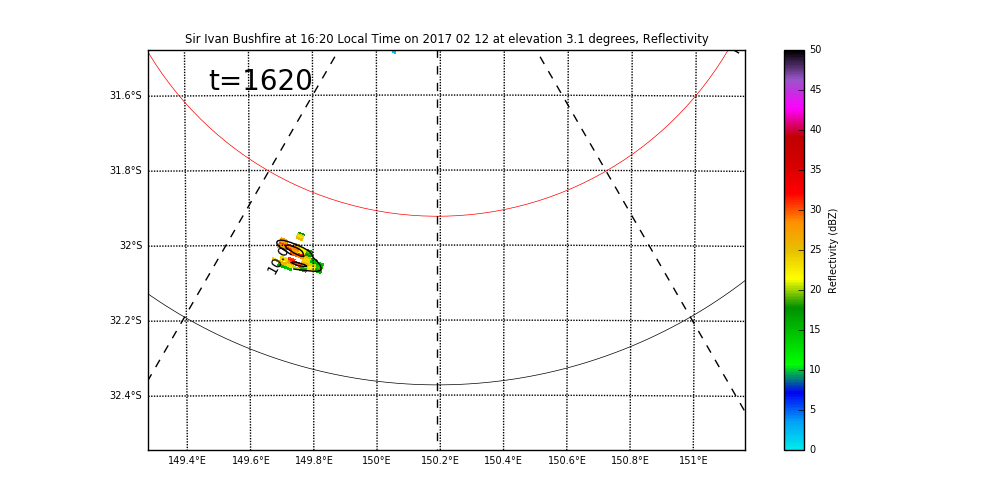 Sir Ivan Bushfire at 16:20 Local Time on 2017 02 12 at elevation 3.1 degrees, Reflectivity
t=1620
31.6°S
31.8°S
32°S
32.2°S
32.4°S
149.4°E 149.6°E 149.8°E 150°E 150.2°E 150.4°E 150.6°E 150.8°E 151°E
50
45
40
35
30
25
20
15
10
5
0
Reflectivity (dBZ)